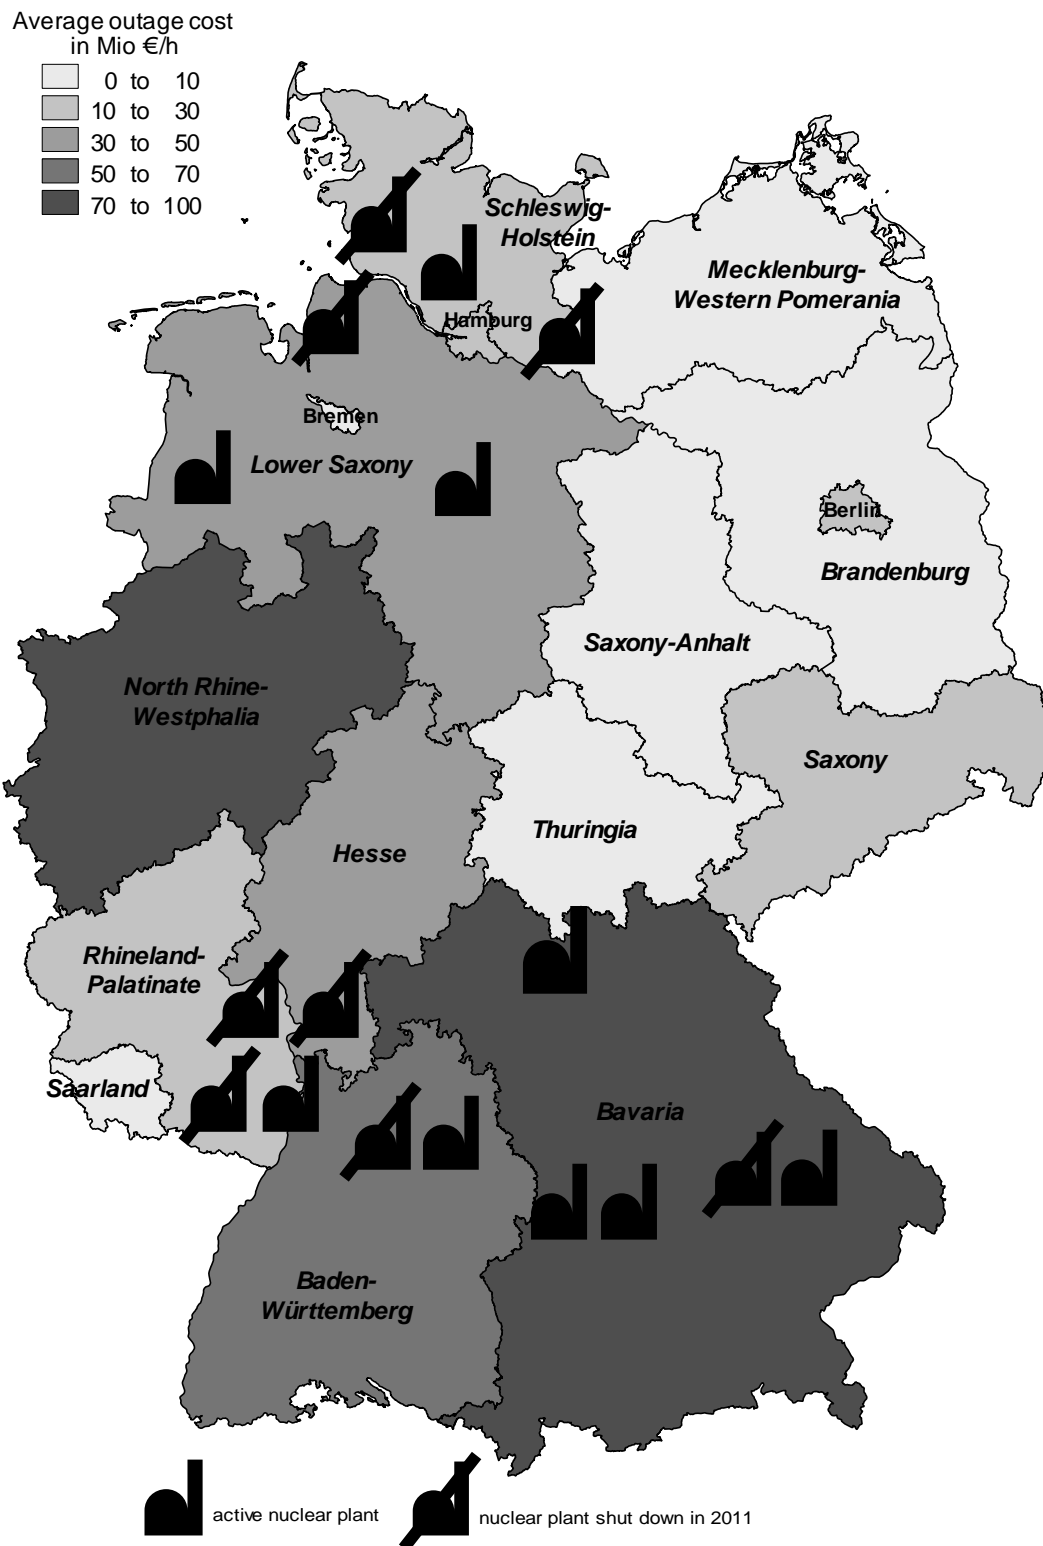 Average outage cost
in Mio €/h
0 to 10
10 to 30
30 to 50
50 to 70
70 to 100
Schleswig-
Holstein
Mecklenburg-
Western Pomerania
Hamburg
Bremen
Lower Saxony
Berlin
Brandenburg
Saxony-Anhalt
North Rhine-
Westphalia
Saxony
Thuringia
Hesse
Rhineland-
Palatinate
Saarland
Bavaria
Baden-
Württemberg
active nuclear plant
nuclear plant shut down in 2011